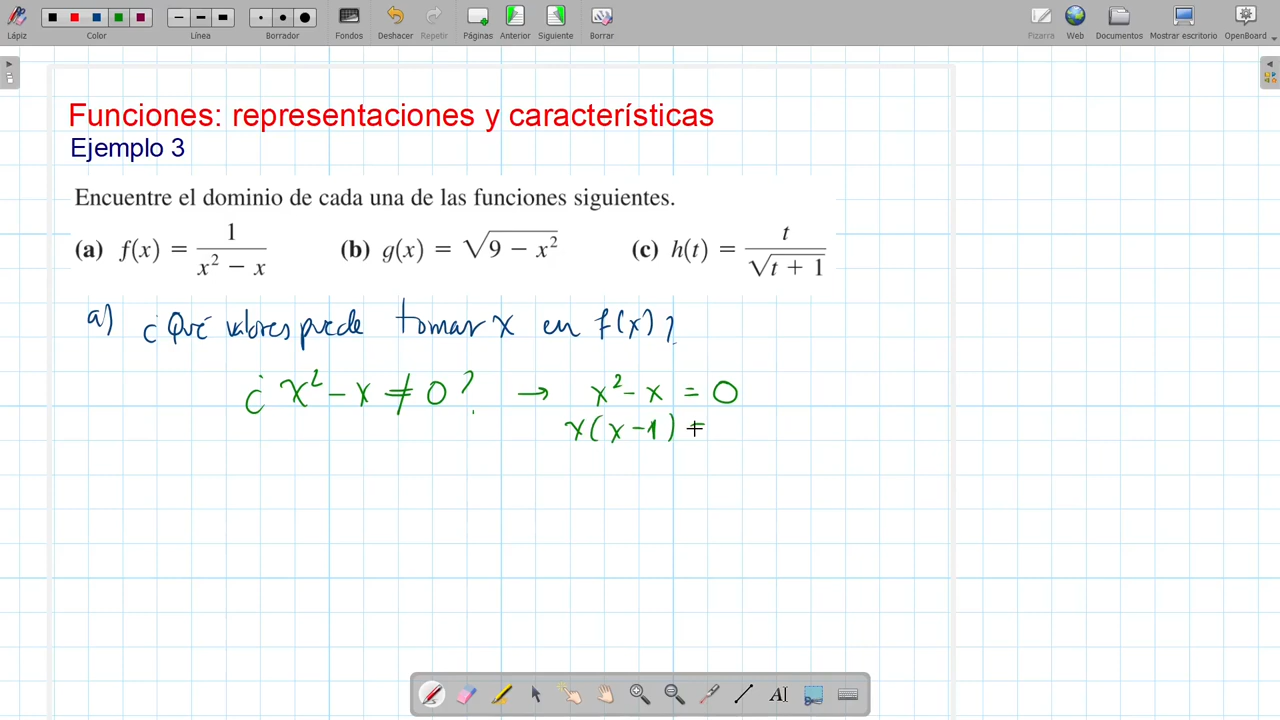 Lápiz Color Línea Borrador Fondos Deshacer Repetir Páginas Anterior Siguiente Borrar Pizarra Web Documentos Mostrar escritorio OpenBoard
Funciones: representaciones y características
Ejemplo 3
Encuentre el dominio de cada una de las funciones siguientes.
(a) f(x) = 1/(x² − x) (b) g(x) = √(9 − x²) (c) h(t) = t/√(t + 1)
a) ¿Qué valores puede tomar x en f(x)?
¿ x² − x ≠ 0 ? → x² − x = 0
x(x − 1) =
AI